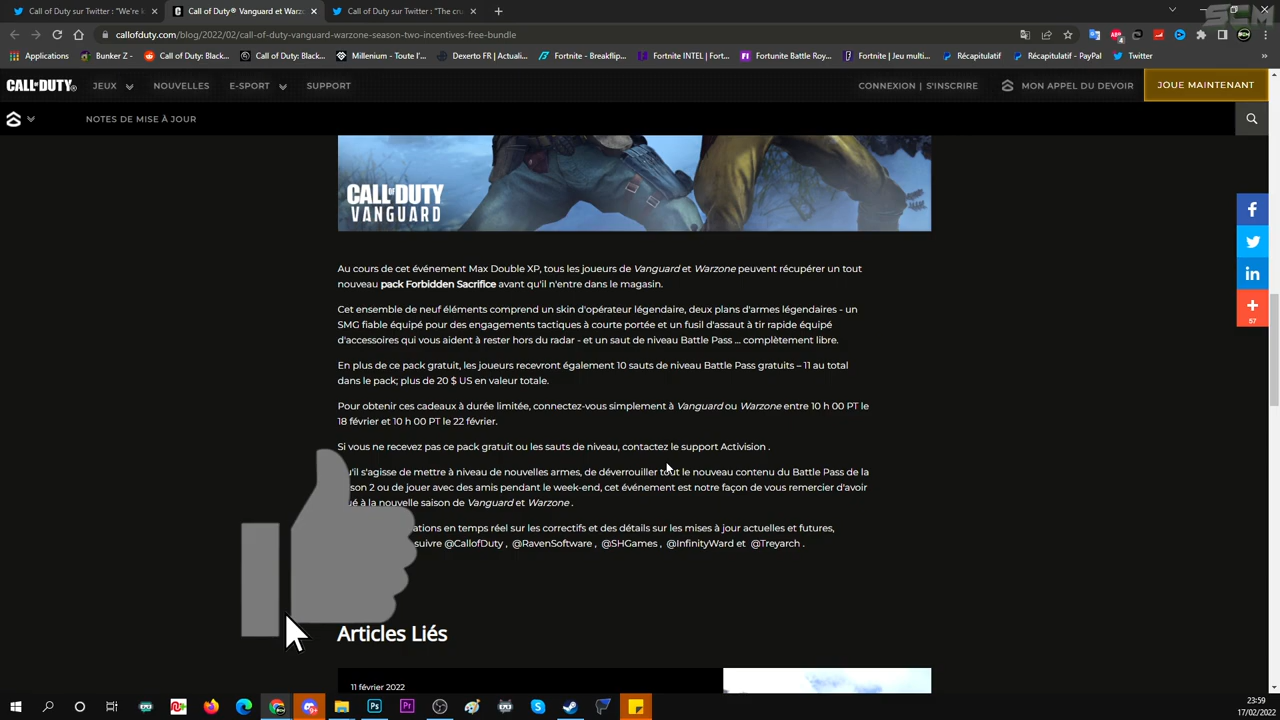 Call of Duty sur Twitter : "We're k
Call of Duty® Vanguard et Warzon
Call of Duty sur Twitter : "The cru
SCM
callofduty.com/blog/2022/02/call-of-duty-vanguard-warzone-season-two-incentives-free-bundle
Applications
Bunker Z -
Call of Duty: Black...
Call of Duty: Black...
Millenium - Toute l...
Dexerto FR | Actuali...
Fortnite - Breakflip...
Fortnite INTEL | Fort...
Fortunite Battle Roy...
Fortnite | Jeu multi...
Récapitulatif
Récapitulatif - PayPal
Twitter
»
CALL OF DUTY
JEUX
NOUVELLES
E-SPORT
SUPPORT
CONNEXION | S'INSCRIRE
MON APPEL DU DEVOIR
JOUE MAINTENANT
NOTES DE MISE À JOUR
CALL OF DUTY
VANGUARD
Au cours de cet événement Max Double XP, tous les joueurs de Vanguard et Warzone peuvent récupérer un tout
nouveau pack Forbidden Sacrifice avant qu'il n'entre dans le magasin.
Cet ensemble de neuf éléments comprend un skin d'opérateur légendaire, deux plans d'armes légendaires - un
SMG fiable équipé pour des engagements tactiques à courte portée et un fusil d'assaut à tir rapide équipé
d'accessoires qui vous aident à rester hors du radar - et un saut de niveau Battle Pass ... complètement libre.
En plus de ce pack gratuit, les joueurs recevront également 10 sauts de niveau Battle Pass gratuits – 11 au total
dans le pack; plus de 20 $ US en valeur totale.
Pour obtenir ces cadeaux à durée limitée, connectez-vous simplement à Vanguard ou Warzone entre 10 h 00 PT le
18 février et 10 h 00 PT le 22 février.
Si vous ne recevez pas ce pack gratuit ou les sauts de niveau, contactez le support Activision .
s'agisse de mettre à niveau de nouvelles armes, de déverrouiller tout le nouveau contenu du Battle Pass de la
2 ou de jouer avec des amis pendant le week-end, cet événement est notre façon de vous remercier d'avoir
à la nouvelle saison de Vanguard et Warzone .
en temps réel sur les correctifs et des détails sur les mises à jour actuelles et futures,
suivre @CallofDuty , @RavenSoftware , @SHGames , @InfinityWard et @Treyarch .
57
Articles Liés
11 février 2022
23:59
17/02/2022